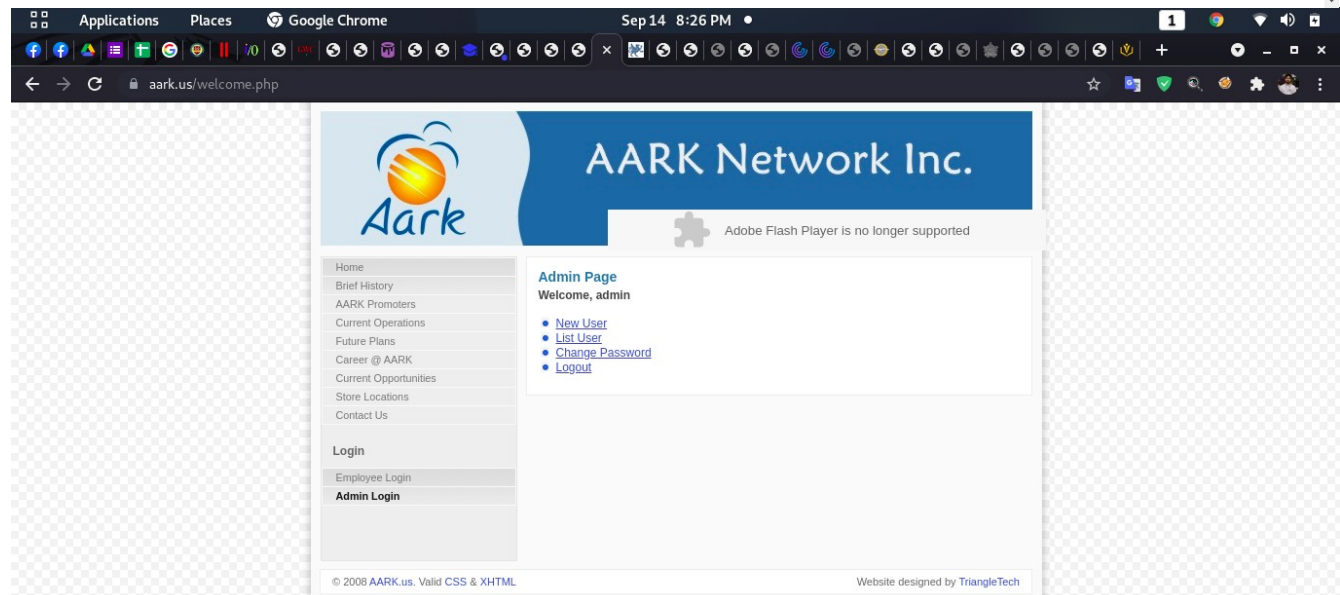 Applications Places Google Chrome Sep 14 8:26 PM 1
aark.us/welcome.php
AARK Network Inc.
Aark
Adobe Flash Player is no longer supported
Home
Brief History
AARK Promoters
Current Operations
Future Plans
Career @ AARK
Current Opportunities
Store Locations
Contact Us
Login
Employee Login
Admin Login
Admin Page
Welcome, admin
New User
List User
Change Password
Logout
© 2008 AARK.us. Valid CSS & XHTML
Website designed by TriangleTech